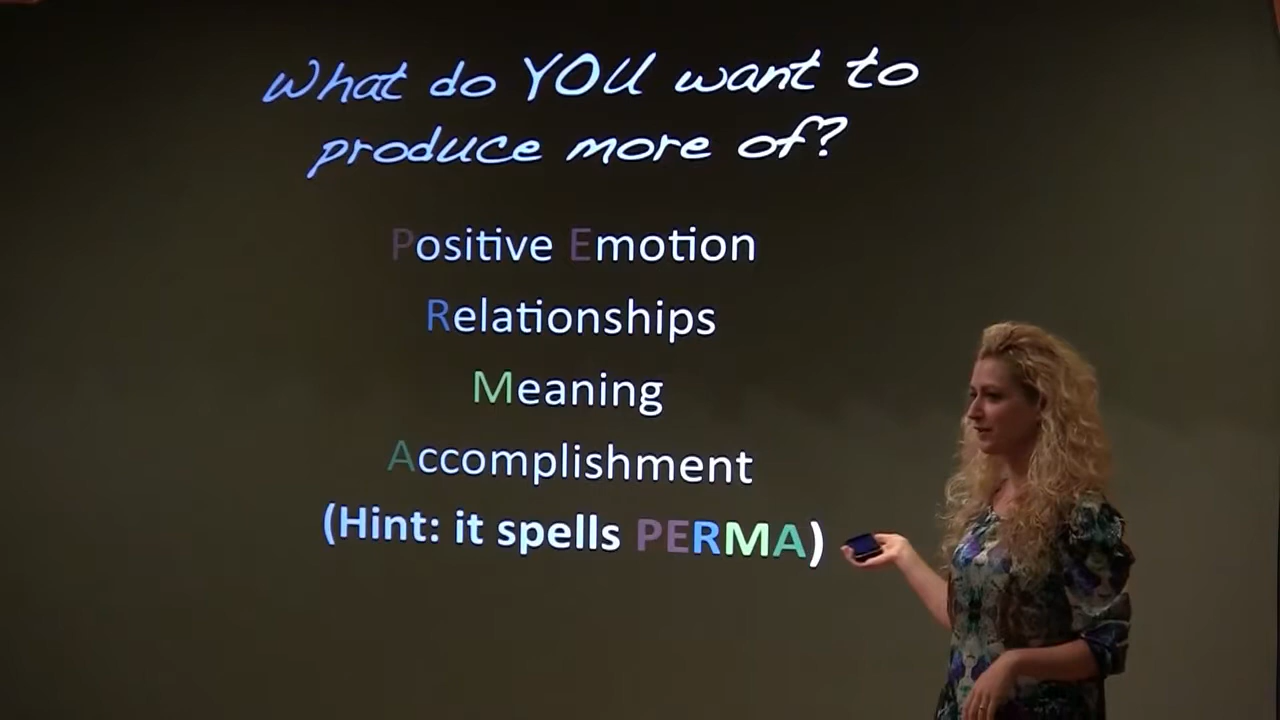 What do YOU want to
produce more of?
Positive Emotion
Relationships
Meaning
Accomplishment
(Hint: it spells PERMA)